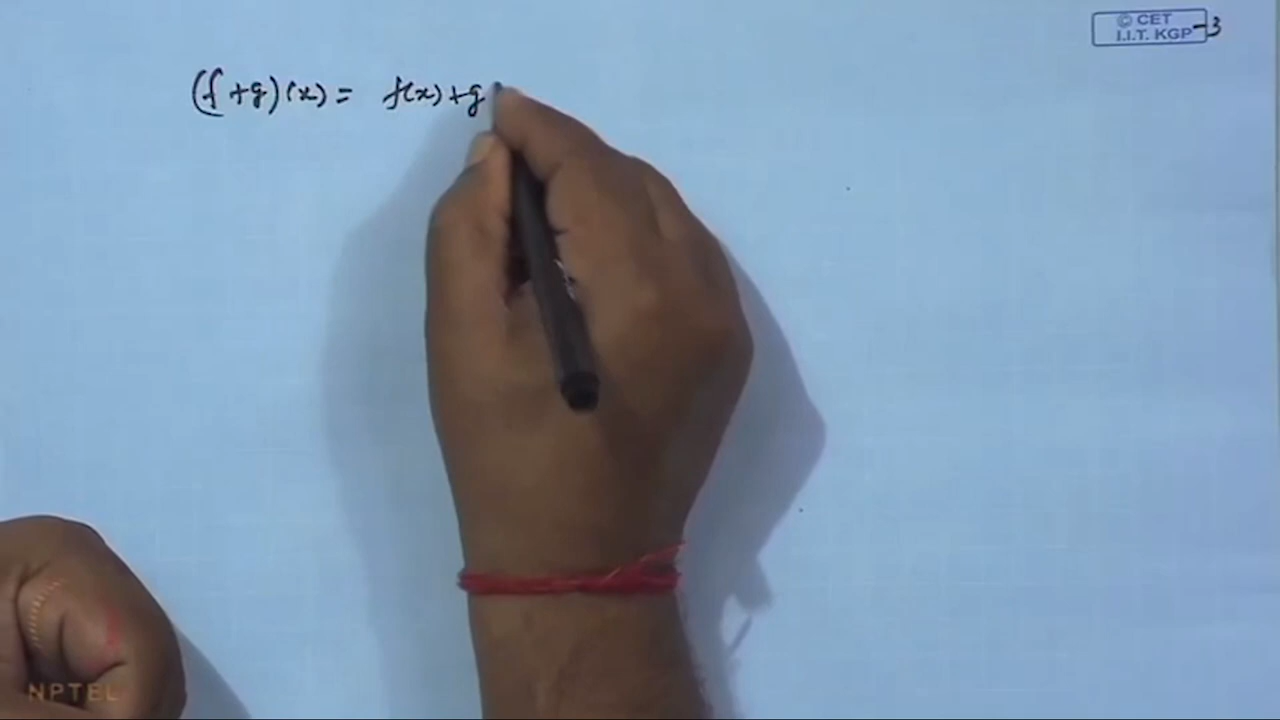 © CET
I.I.T. KGP -3
(f+g)(x) = f(x)+g
NPTEL